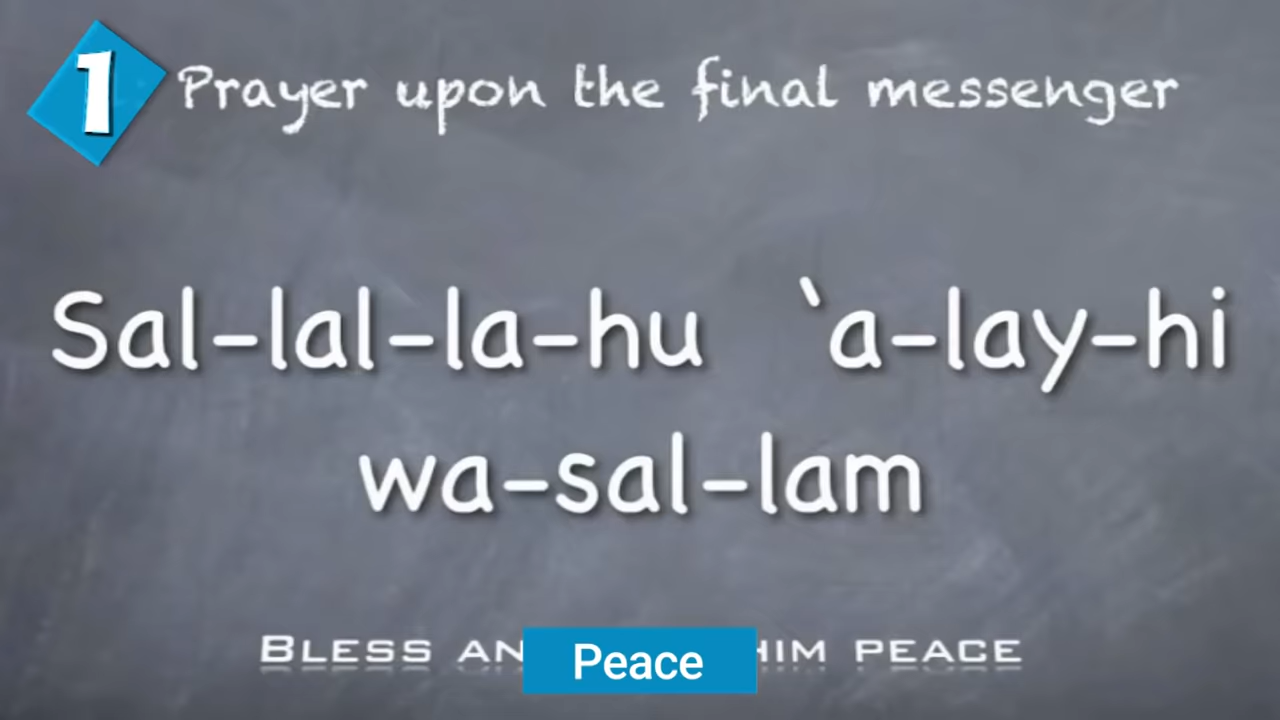 1 Prayer upon the final messenger
Sal-lal-la-hu `a-lay-hi
wa-sal-lam
BLESS HIM PEACE
Peace